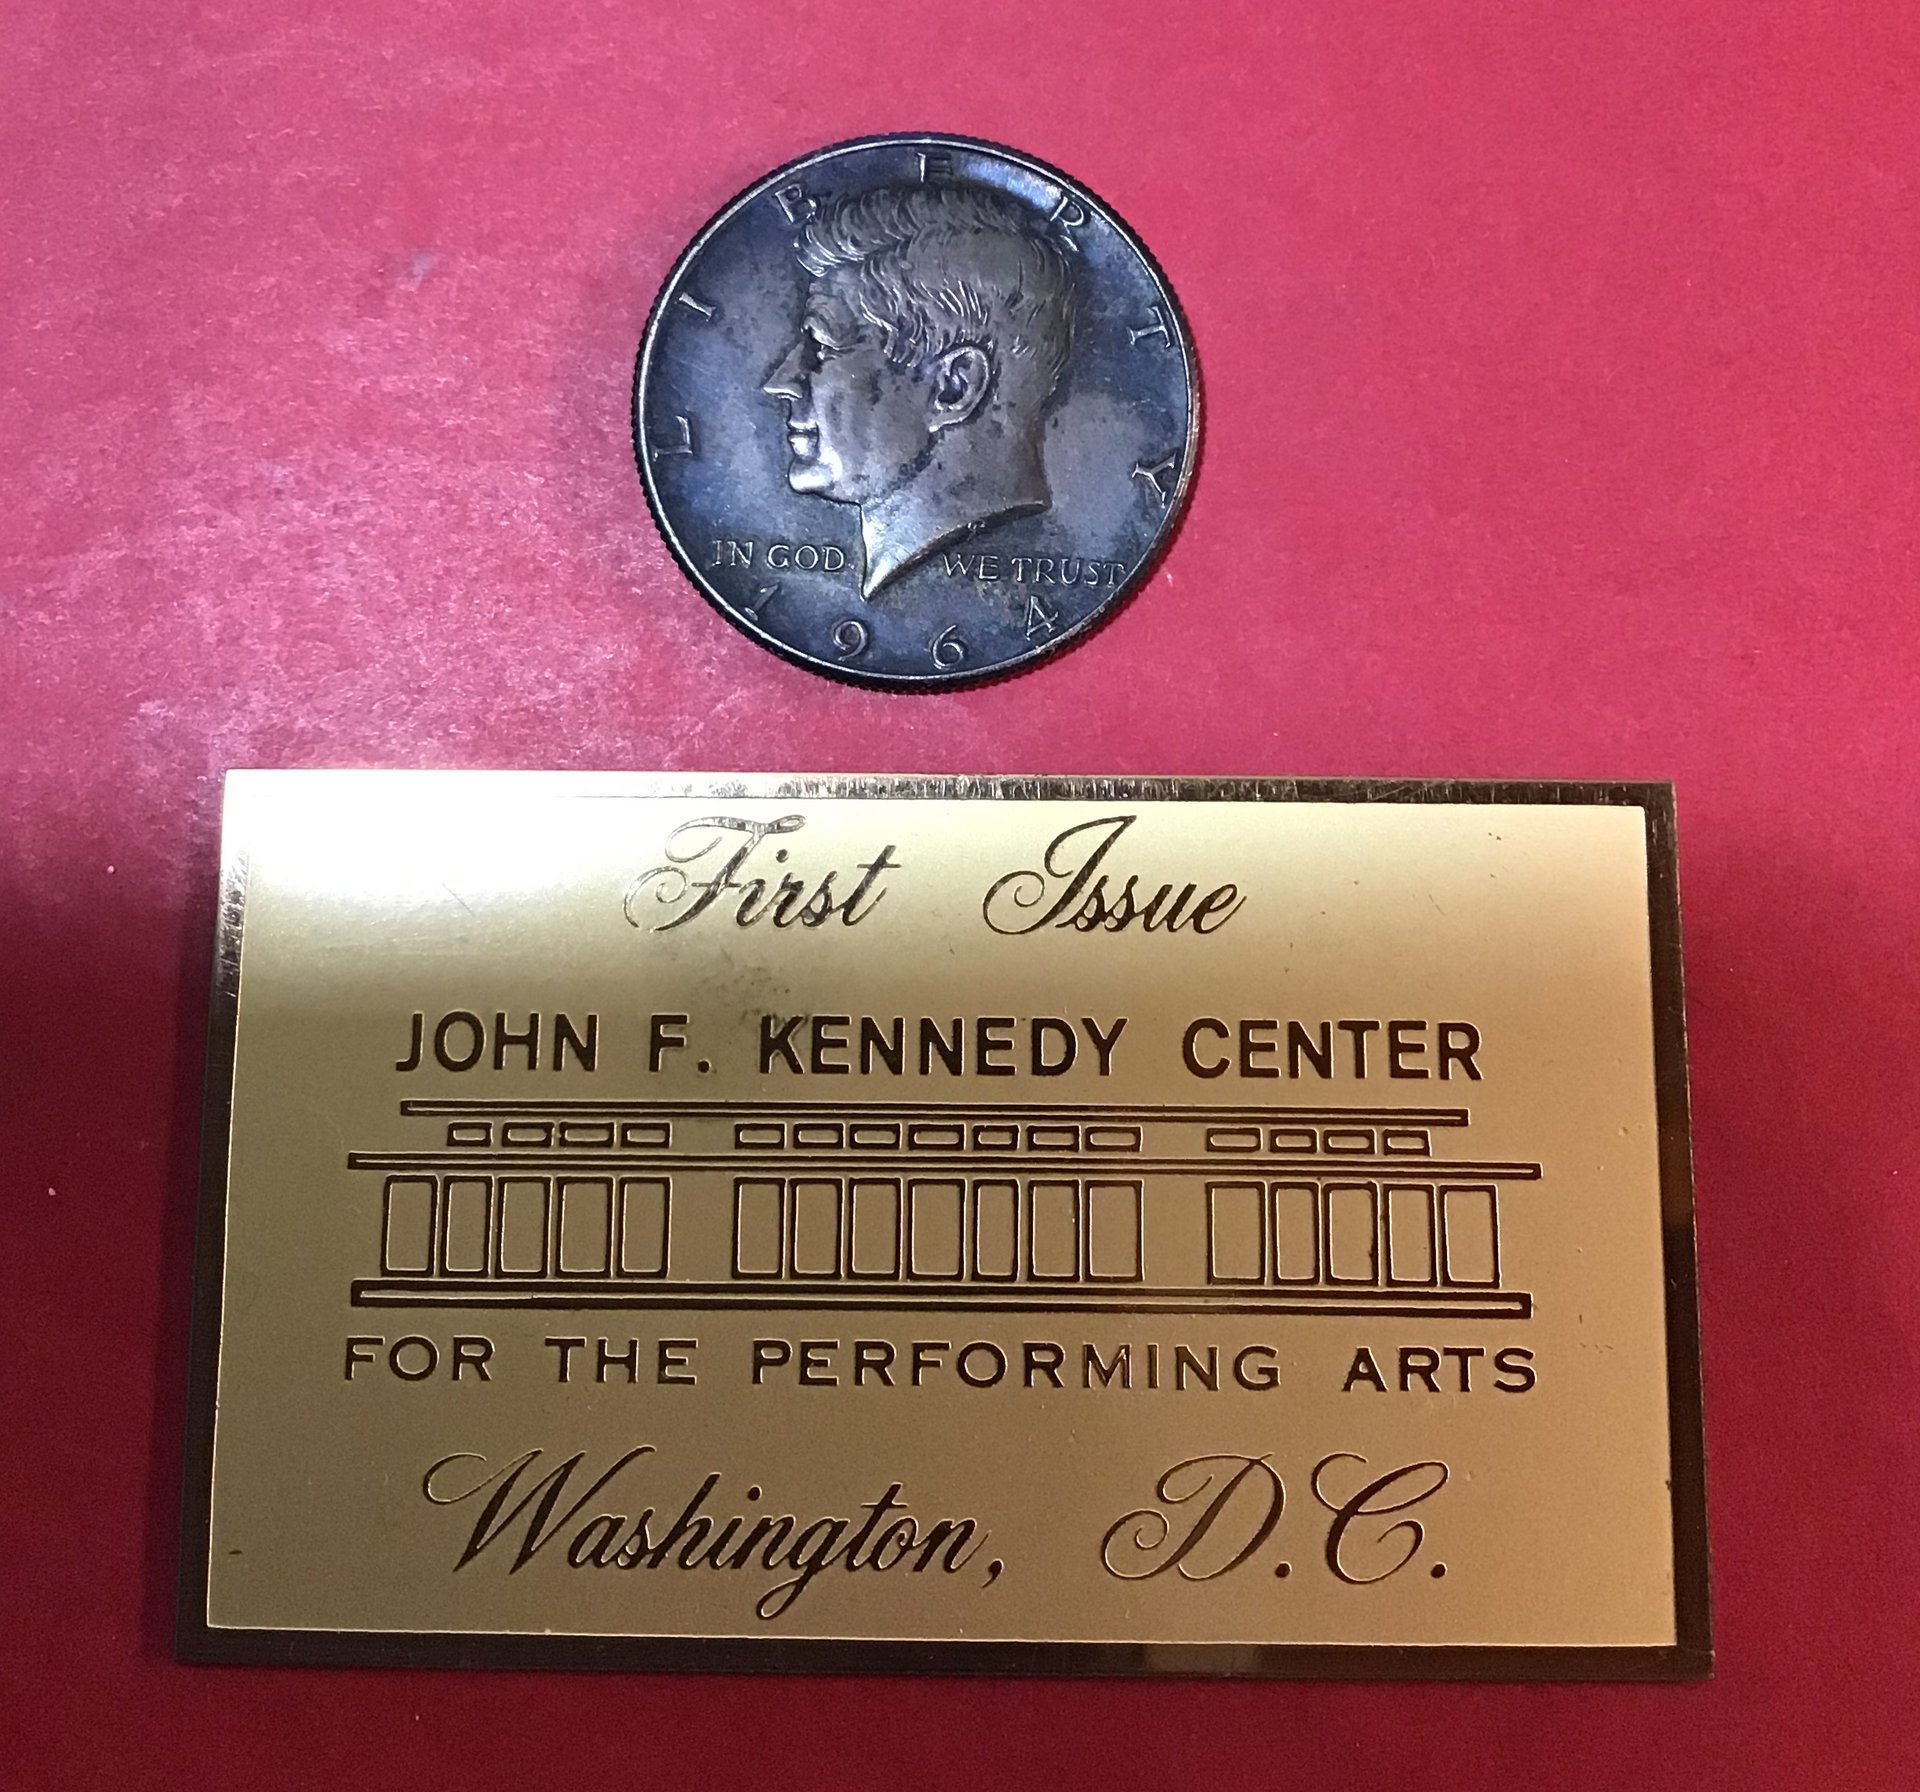 LIBERTY
IN GOD WE TRUST
1964
First Issue
JOHN F. KENNEDY CENTER
FOR THE PERFORMING ARTS
Washington, D.C.